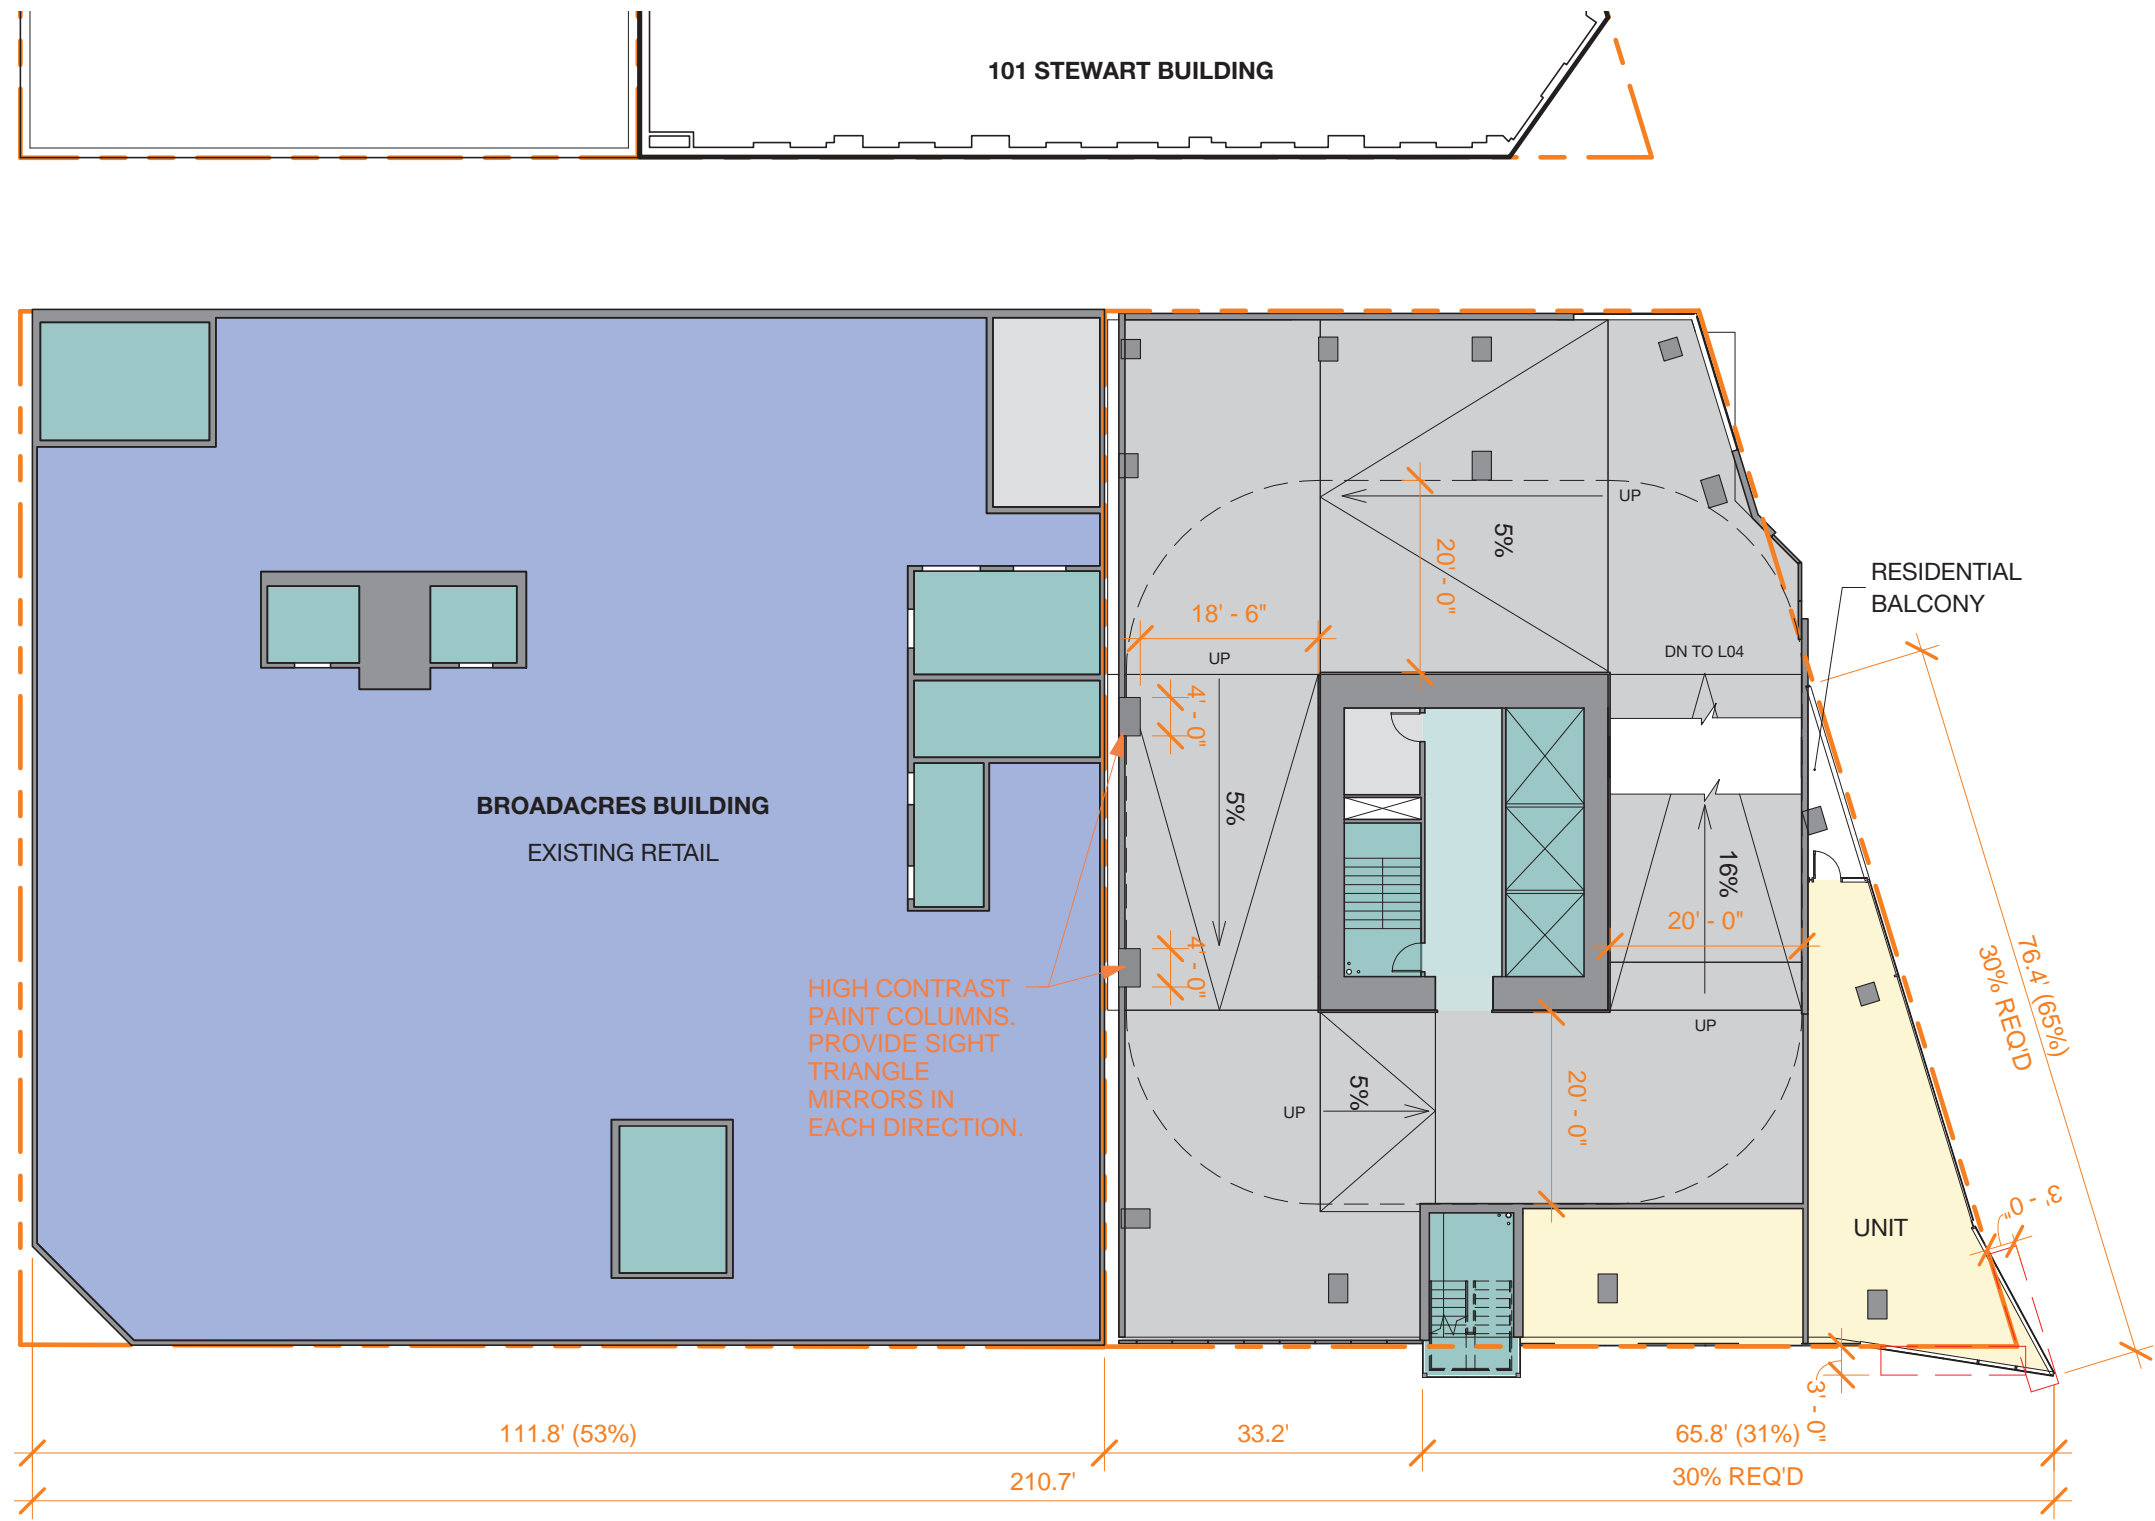 101 STEWART BUILDING
UP
5%
20' - 0"
RESIDENTIAL
BALCONY
18' - 6"
UP
DN TO L04
4' - 0"
5%
BROADACRES BUILDING
EXISTING RETAIL
16%
20' - 0"
4' - 0"
HIGH CONTRAST
PAINT COLUMNS.
PROVIDE SIGHT
TRIANGLE
MIRRORS IN
EACH DIRECTION.
76.4' (65%)
30% REQ'D
UP
5%
UP
20' - 0"
UNIT
3' - 0"
3' - 0"
111.8' (53%)
33.2'
65.8' (31%)
210.7'
30% REQ'D